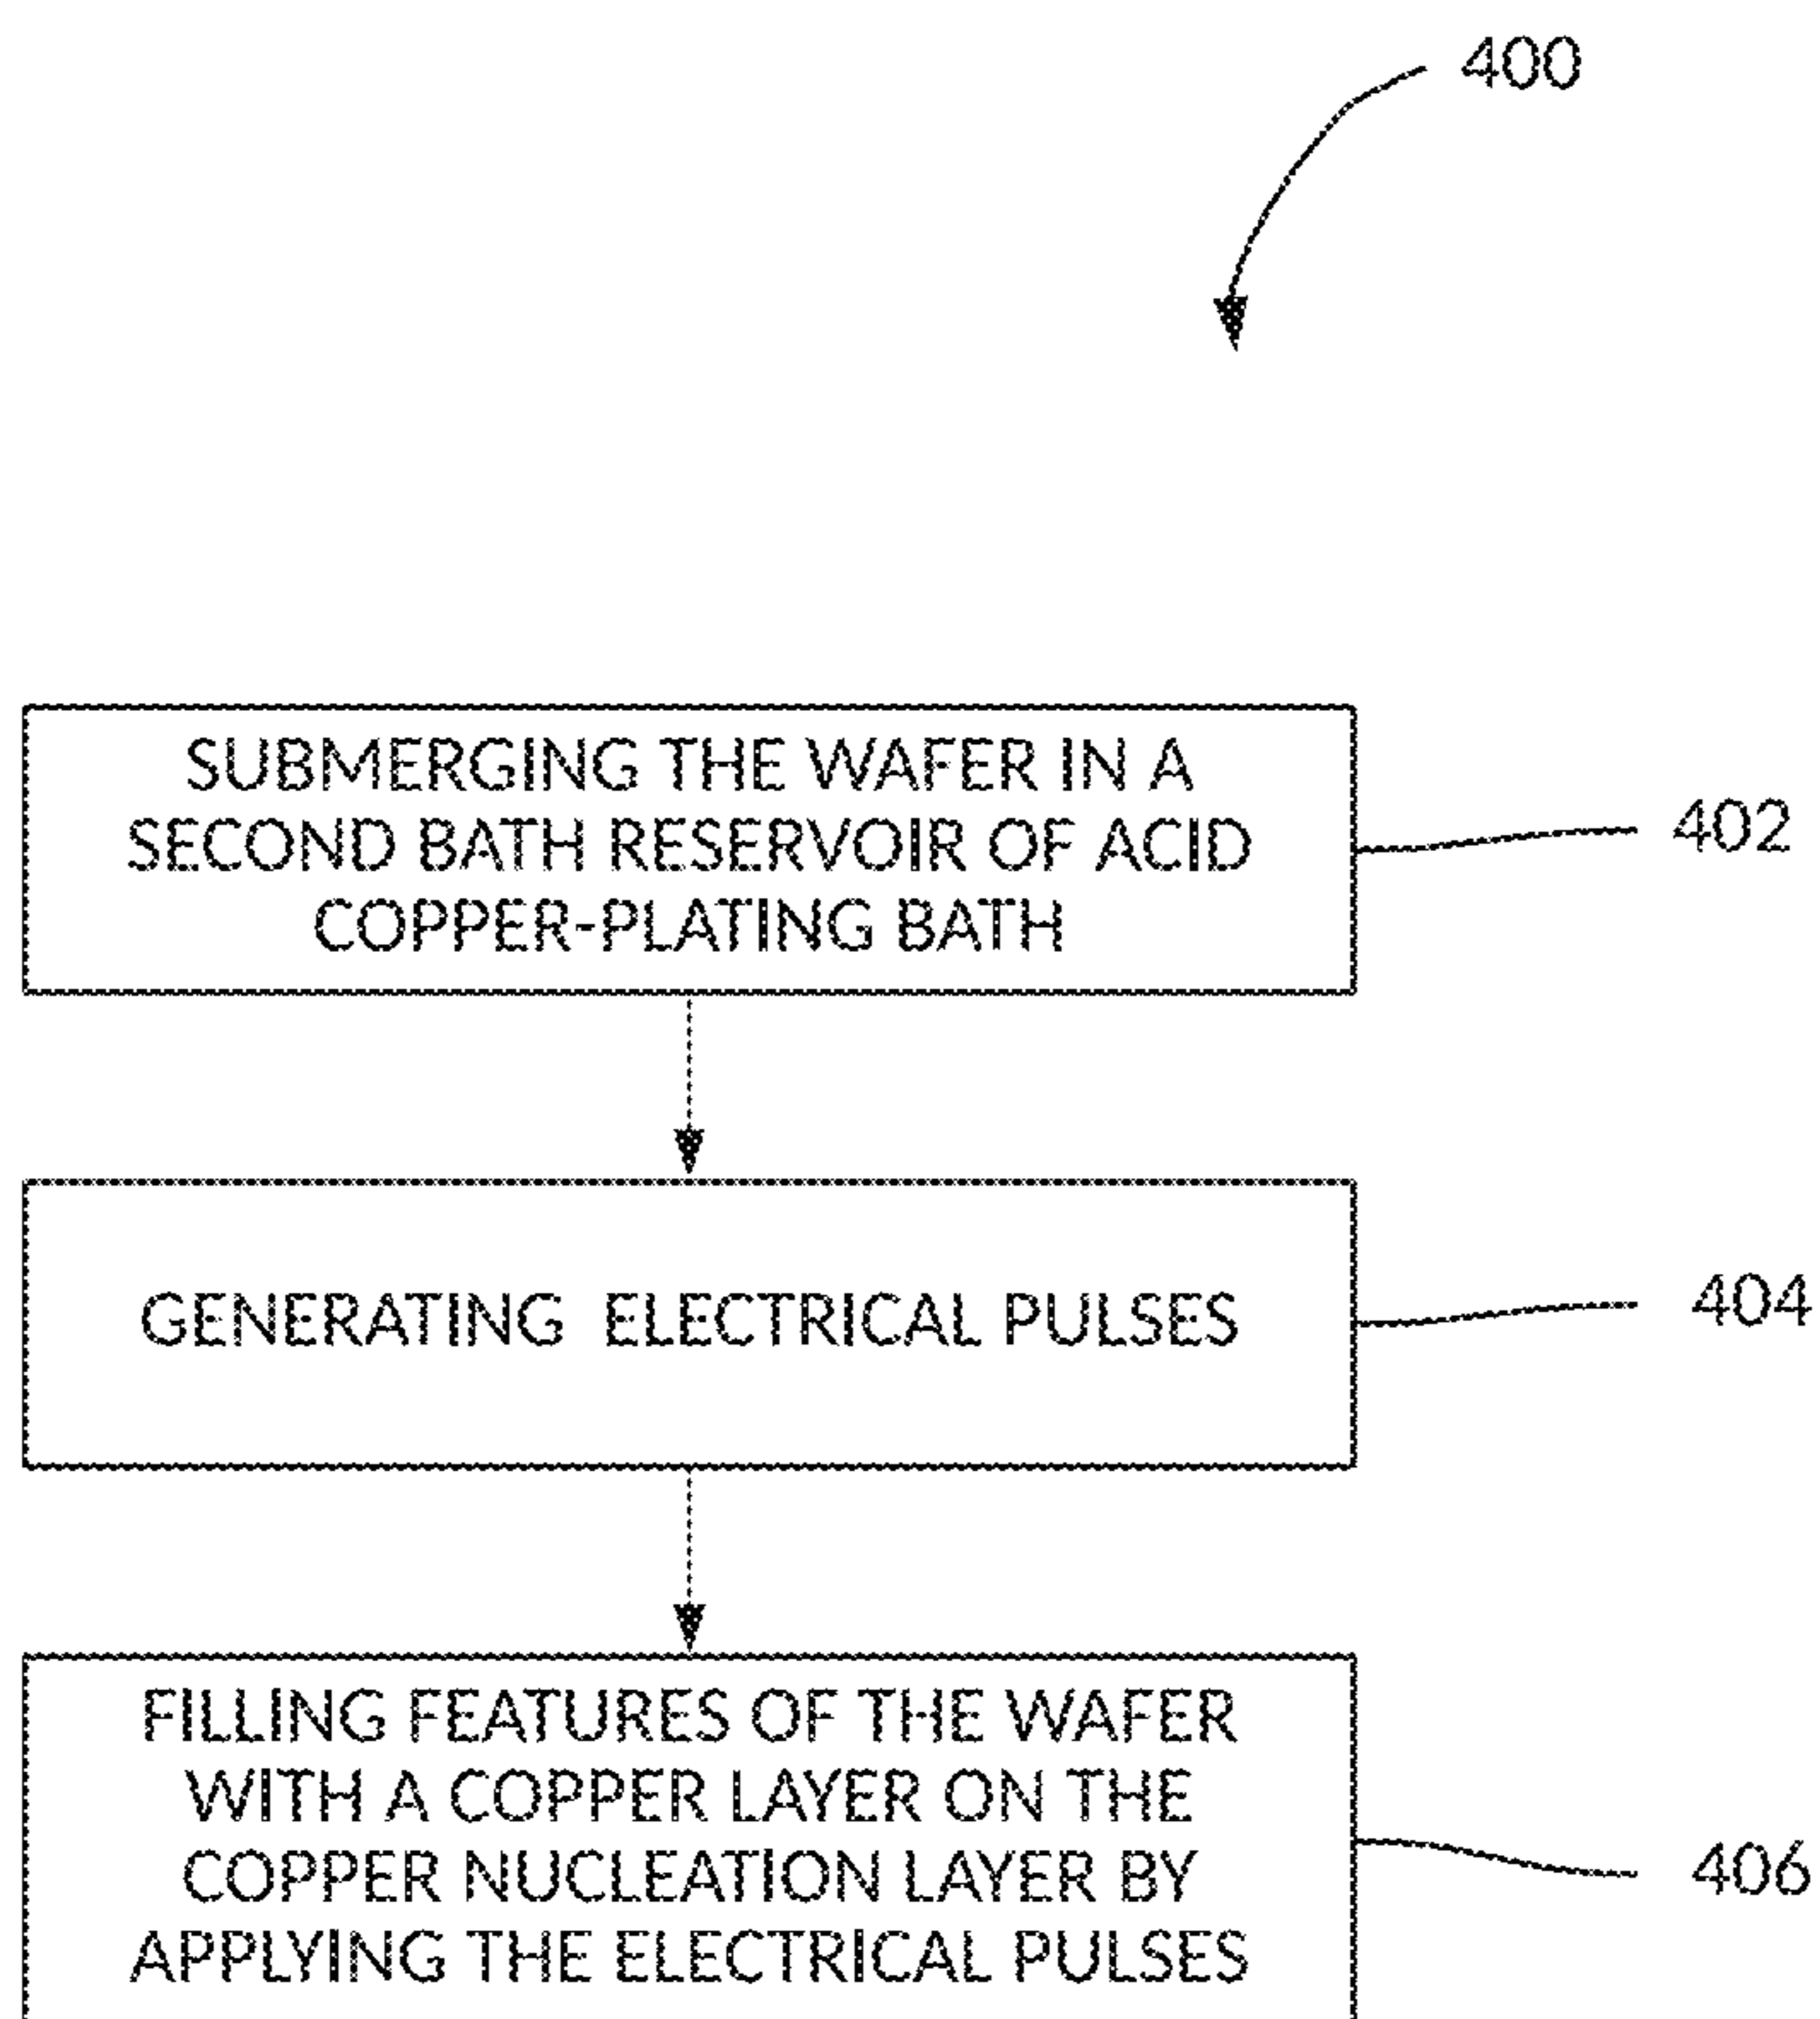 400
SUBMERGING THE WAFER IN A
SECOND BATH RESERVOIR OF ACID
COPPER-PLATING BATH
402
GENERATING ELECTRICAL PULSES
404
FILLING FEATURES OF THE WAFER
WITH A COPPER LAYER ON THE
COPPER NUCLEATION LAYER BY
APPLYING THE ELECTRICAL PULSES
406